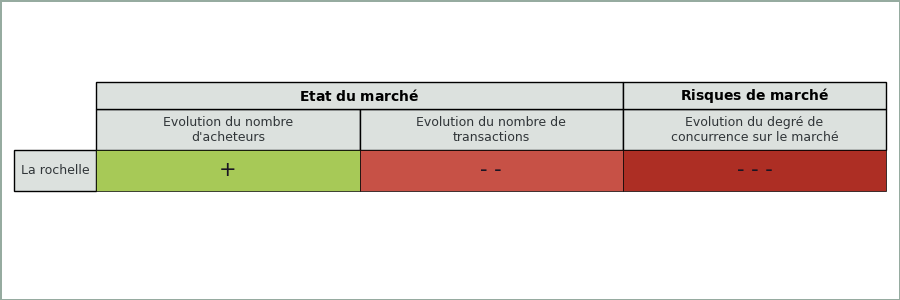 Etat du marché
Risques de marché
Evolution du nombre
d'acheteurs
Evolution du nombre de
transactions
Evolution du degré de
concurrence sur le marché
La rochelle
+
- -
- - -